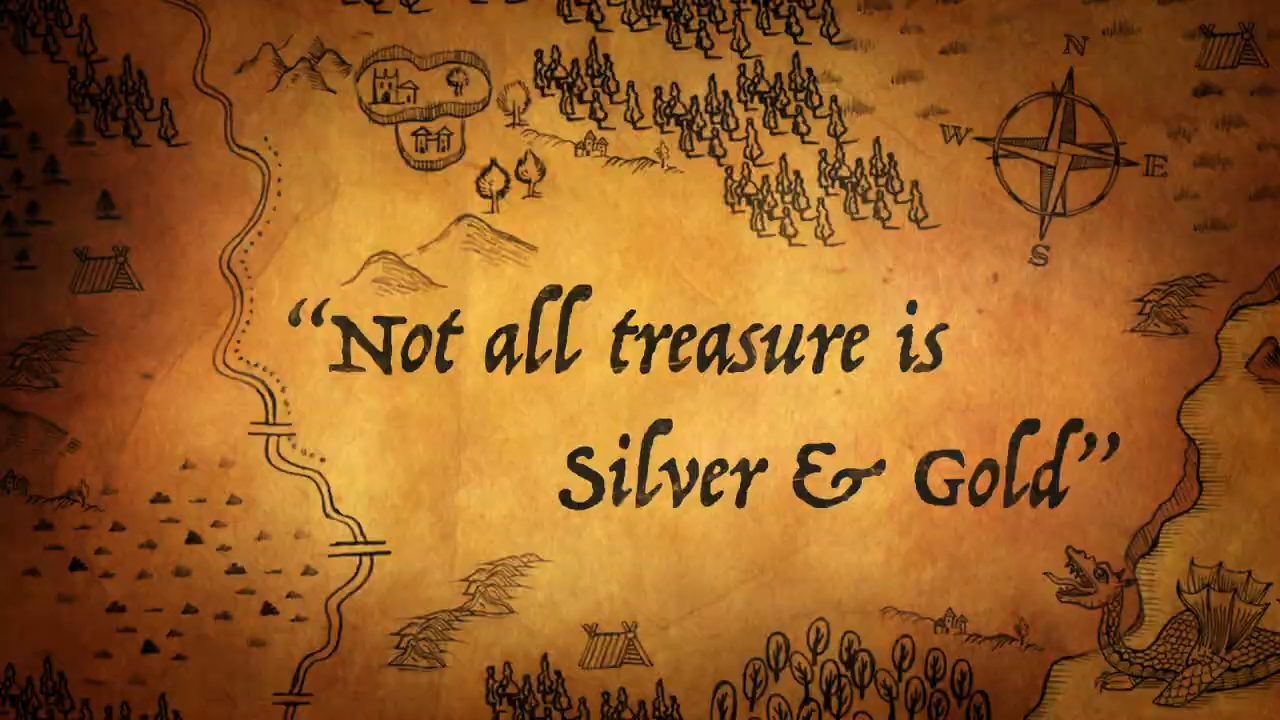 N
W
E
S
“Not all treasure is
Silver & Gold”